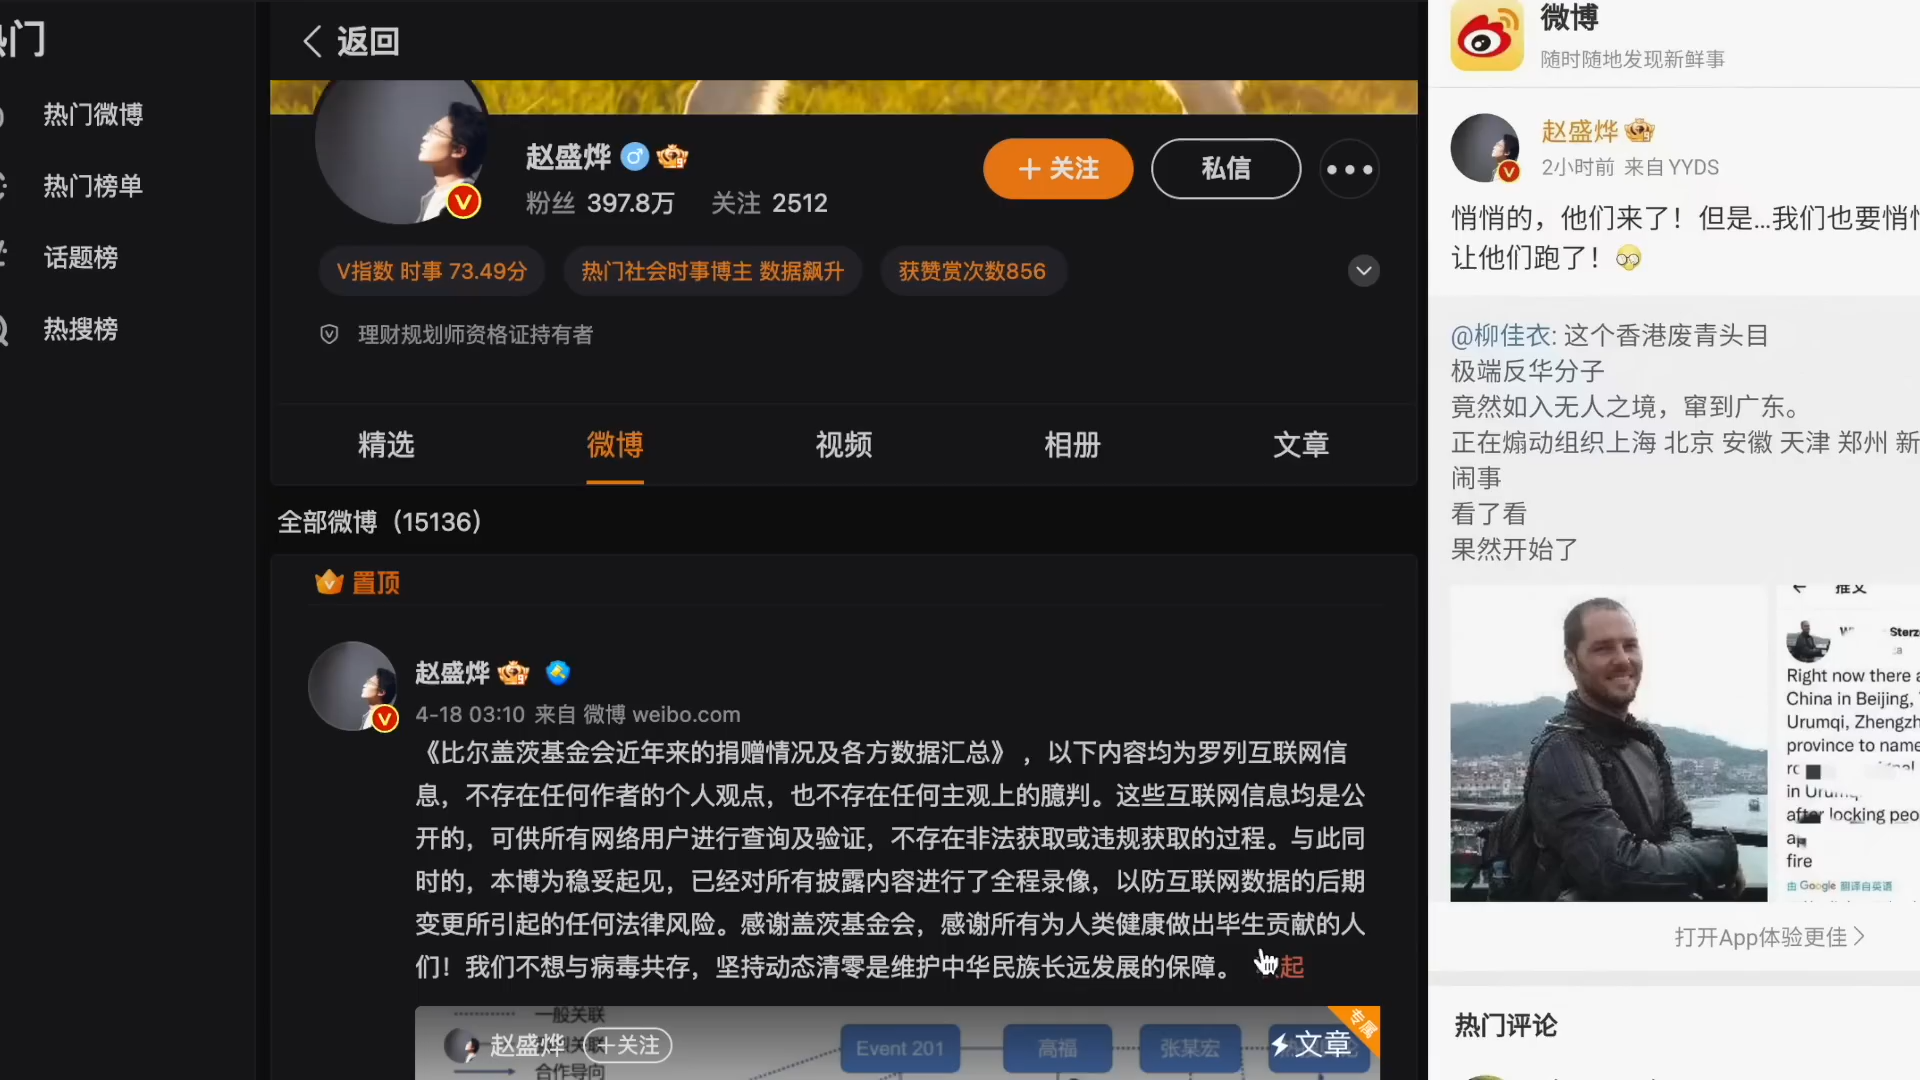 热门
热门微博
热门榜单
话题榜
热搜榜
返回
赵盛烨
粉丝 397.8万 关注 2512
+ 关注
私信
V指数 时事 73.49分
热门社会时事博主 数据飙升
获赞赏次数856
理财规划师资格证持有者
精选
微博
视频
相册
文章
全部微博（15136）
置顶
赵盛烨
4-18 03:10 来自 微博 weibo.com
《比尔盖茨基金会近年来的捐赠情况及各方数据汇总》，以下内容均为罗列互联网信
息，不存在任何作者的个人观点，也不存在任何主观上的臆判。这些互联网信息均是公
开的，可供所有网络用户进行查询及验证，不存在非法获取或违规获取的过程。与此同
时的，本博为稳妥起见，已经对所有披露内容进行了全程录像，以防互联网数据的后期
变更所引起的任何法律风险。感谢盖茨基金会，感谢所有为人类健康做出毕生贡献的人
们！我们不想与病毒共存，坚持动态清零是维护中华民族长远发展的保障。 起
一般关联
赵盛烨
+关注
合作导向
Event 201
高福
张某宏
文章
专属
微博
随时随地发现新鲜事
赵盛烨
2小时前 来自 YYDS
悄悄的，他们来了！但是...我们也要悄悄
让他们跑了！
@柳佳衣: 这个香港废青头目
极端反华分子
竟然如入无人之境，窜到广东。
正在煽动组织上海 北京 安徽 天津 郑州 新
闹事
看了看
果然开始了
推文
Sterz
Right now there a
China in Beijing,
Urumqi, Zhengzh
province to name
in Urum
after locking peo
fire
由 Google 翻译自英语
打开App体验更佳
热门评论